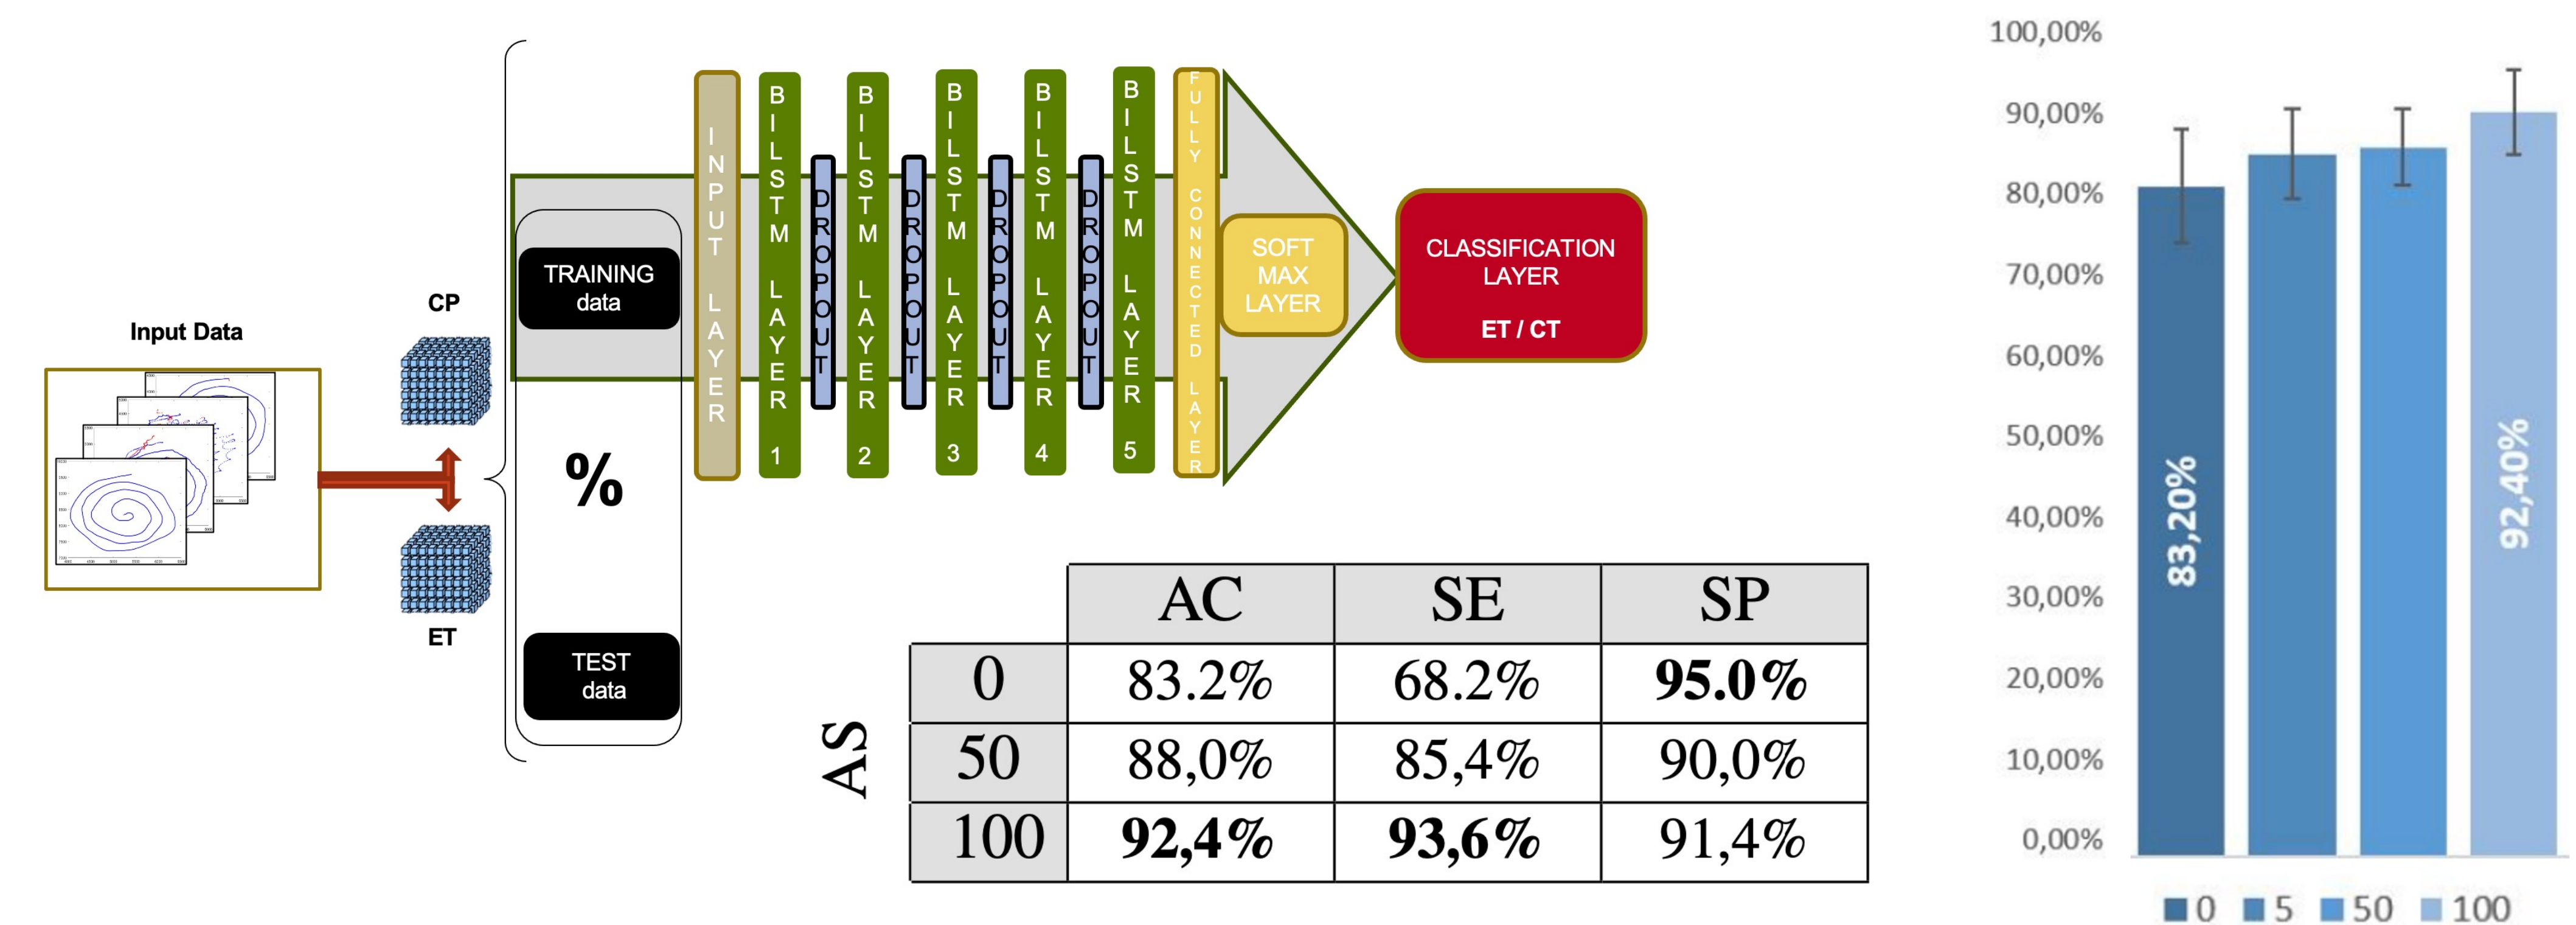 Input Data
CP
ET
TRAINING
data
%
TEST
data
INPUT LAYER
BILSTM LAYER 1
DROPOUT
BILSTM LAYER 2
DROPOUT
BILSTM LAYER 3
DROPOUT
BILSTM LAYER 4
DROPOUT
BILSTM LAYER 5
FULLY CONNECTED LAYER
SOFT
MAX
LAYER
CLASSIFICATION
LAYER
ET / CT
AC SE SP
AS
0 83.2% 68.2% 95.0%
50 88,0% 85,4% 90,0%
100 92,4% 93,6% 91,4%
100,00%
90,00%
80,00%
70,00%
60,00%
50,00%
40,00%
30,00%
20,00%
10,00%
0,00%
83,20%
92,40%
0 5 50 100